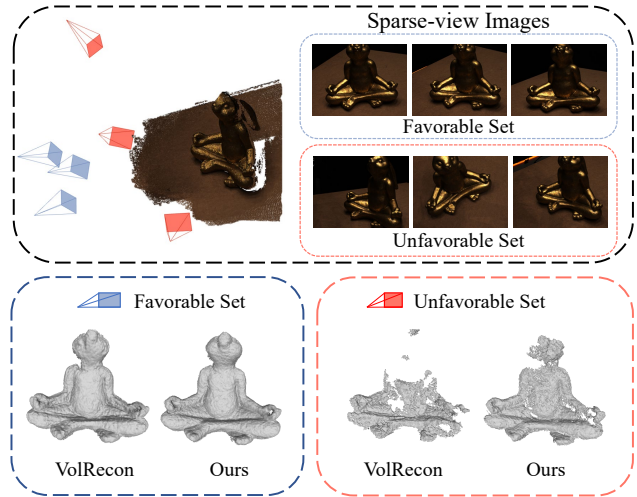 Sparse-view Images
Favorable Set
Unfavorable Set
Favorable Set
VolRecon
Ours
Unfavorable Set
VolRecon
Ours